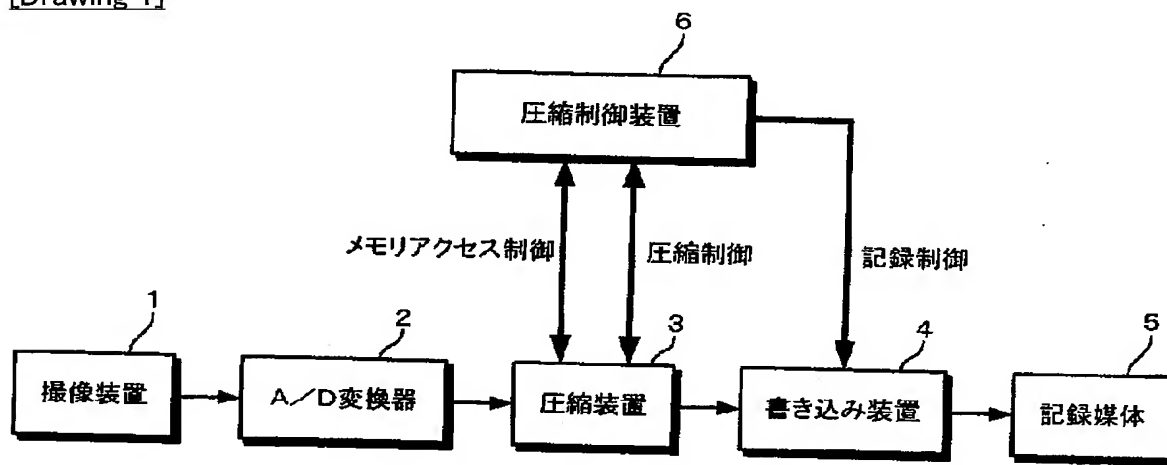 [Drawing 1]
6
圧縮制御装置
メモリアクセス制御
圧縮制御
記録制御
1
2
3
4
5
撮像装置
A/D変換器
圧縮装置
書き込み装置
記録媒体